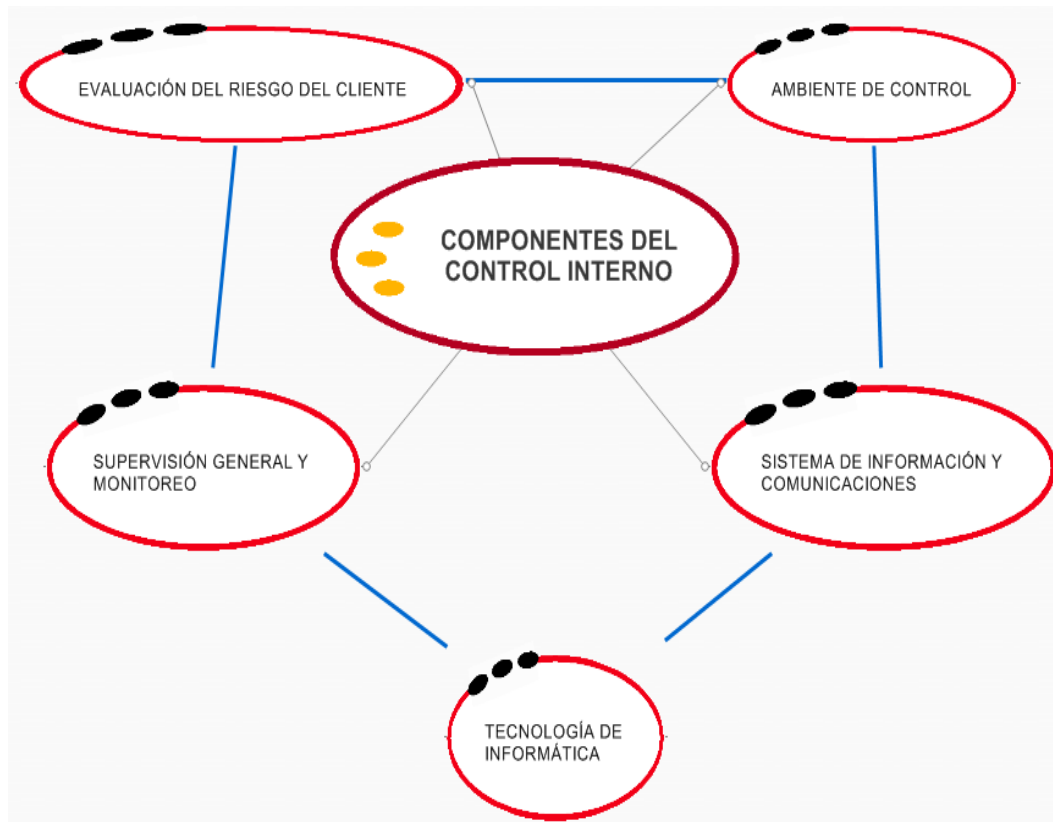 EVALUACIÓN DEL RIESGO DEL CLIENTE
AMBIENTE DE CONTROL
COMPONENTES DEL
CONTROL INTERNO
SUPERVISIÓN GENERAL Y
MONITOREO
SISTEMA DE INFORMACIÓN Y
COMUNICACIONES
TECNOLOGÍA DE
INFORMÁTICA